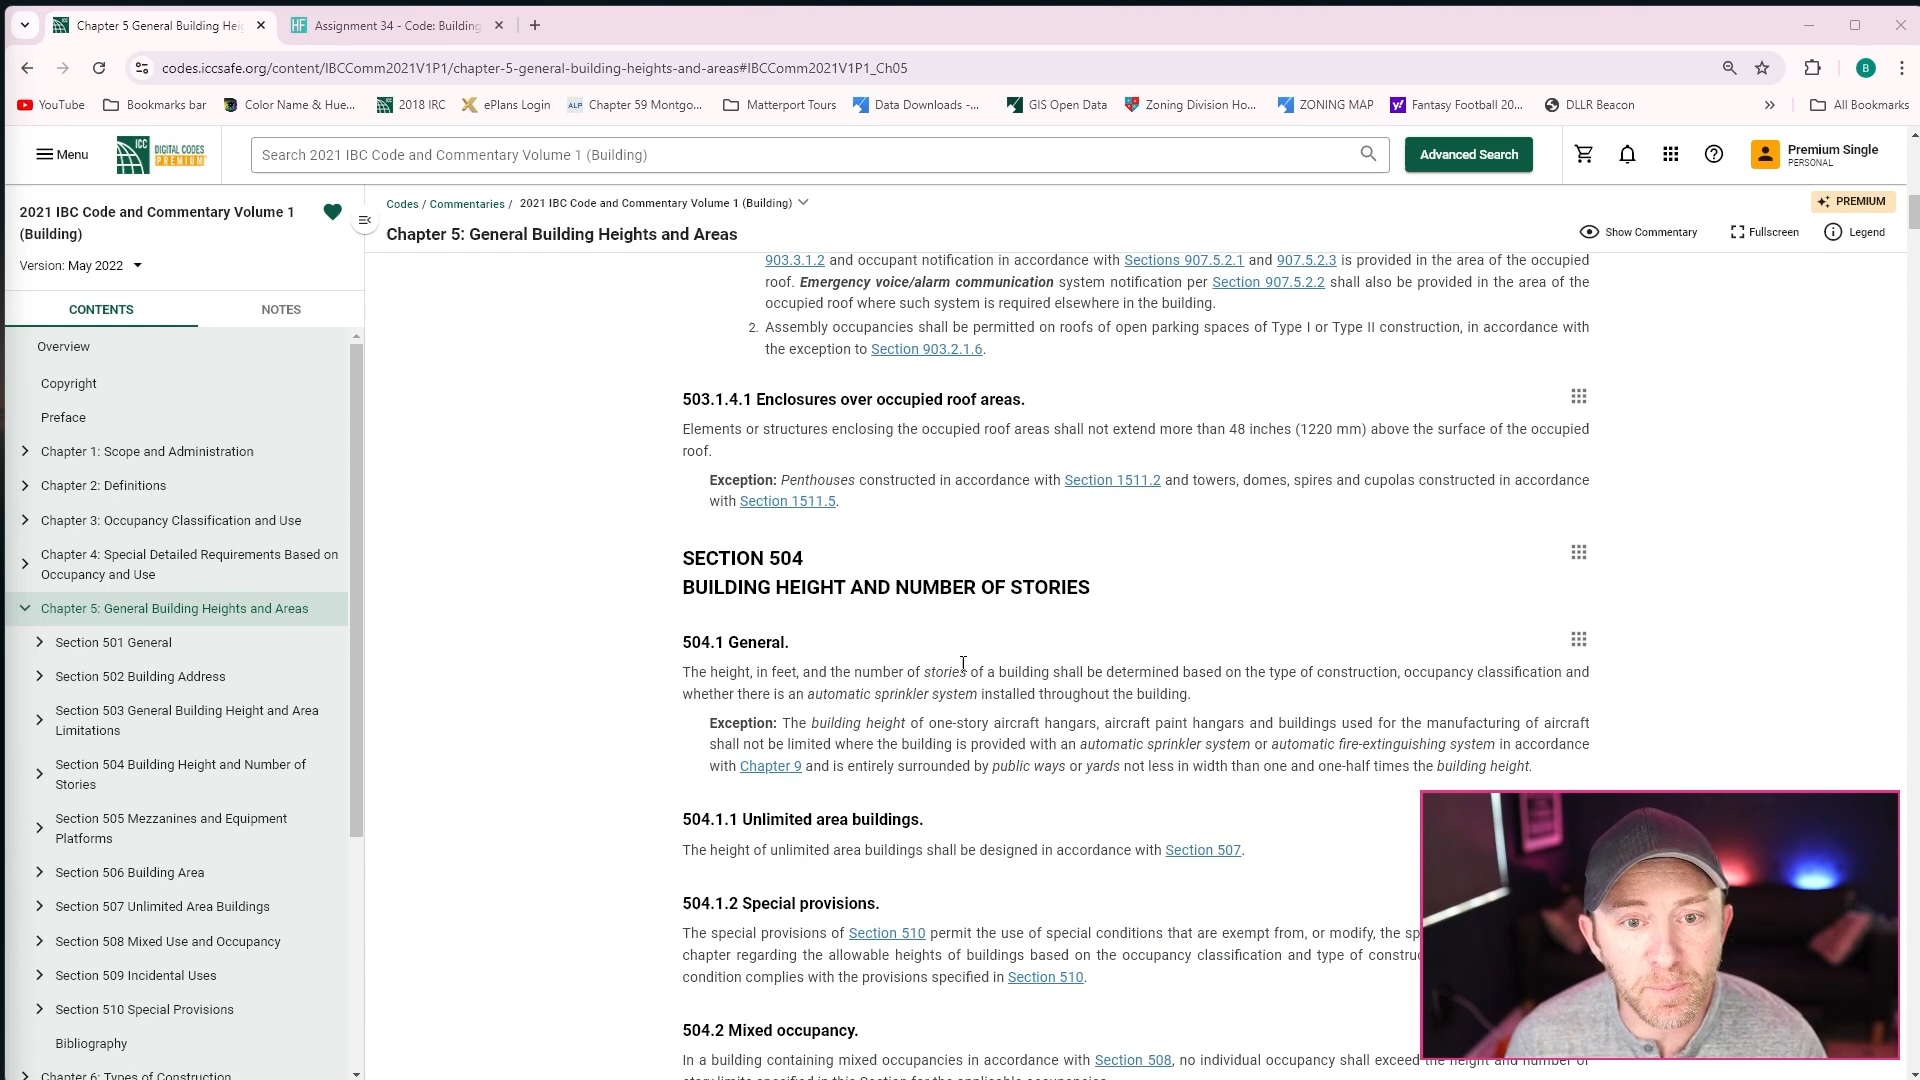 Chapter 5 General Building Hei
Assignment 34 - Code: Building
codes.iccsafe.org/content/IBCComm2021V1P1/chapter-5-general-building-heights-and-areas#IBCComm2021V1P1_Ch05
B
YouTube
Bookmarks bar
Color Name & Hue...
2018 IRC
ePlans Login
ALP
Chapter 59 Montgo...
Matterport Tours
Data Downloads -...
GIS Open Data
Zoning Division Ho...
ZONING MAP
Fantasy Football 20...
DLLR Beacon
All Bookmarks
Menu
ICC
DIGITAL CODES
PREMIUM
Search 2021 IBC Code and Commentary Volume 1 (Building)
Advanced Search
Premium Single
PERSONAL
2021 IBC Code and Commentary Volume 1
(Building)
Version: May 2022
CONTENTS
NOTES
Overview
Copyright
Preface
Chapter 1: Scope and Administration
Chapter 2: Definitions
Chapter 3: Occupancy Classification and Use
Chapter 4: Special Detailed Requirements Based on
Occupancy and Use
Chapter 5: General Building Heights and Areas
Section 501 General
Section 502 Building Address
Section 503 General Building Height and Area
Limitations
Section 504 Building Height and Number of
Stories
Section 505 Mezzanines and Equipment
Platforms
Section 506 Building Area
Section 507 Unlimited Area Buildings
Section 508 Mixed Use and Occupancy
Section 509 Incidental Uses
Section 510 Special Provisions
Bibliography
Chapter 6: Types of Construction
Codes / Commentaries / 2021 IBC Code and Commentary Volume 1 (Building)
PREMIUM
Chapter 5: General Building Heights and Areas
Show Commentary
Fullscreen
Legend
903.3.1.2 and occupant notification in accordance with Sections 907.5.2.1 and 907.5.2.3 is provided in the area of the occupied
roof. Emergency voice/alarm communication system notification per Section 907.5.2.2 shall also be provided in the area of the
occupied roof where such system is required elsewhere in the building.
2. Assembly occupancies shall be permitted on roofs of open parking spaces of Type I or Type II construction, in accordance with
the exception to Section 903.2.1.6.
503.1.4.1 Enclosures over occupied roof areas.
Elements or structures enclosing the occupied roof areas shall not extend more than 48 inches (1220 mm) above the surface of the occupied
roof.
Exception: Penthouses constructed in accordance with Section 1511.2 and towers, domes, spires and cupolas constructed in accordance
with Section 1511.5.
SECTION 504
BUILDING HEIGHT AND NUMBER OF STORIES
504.1 General.
The height, in feet, and the number of stories of a building shall be determined based on the type of construction, occupancy classification and
whether there is an automatic sprinkler system installed throughout the building.
Exception: The building height of one-story aircraft hangars, aircraft paint hangars and buildings used for the manufacturing of aircraft
shall not be limited where the building is provided with an automatic sprinkler system or automatic fire-extinguishing system in accordance
with Chapter 9 and is entirely surrounded by public ways or yards not less in width than one and one-half times the building height.
504.1.1 Unlimited area buildings.
The height of unlimited area buildings shall be designed in accordance with Section 507.
504.1.2 Special provisions.
The special provisions of Section 510 permit the use of special conditions that are exempt from, or modify, the sp
chapter regarding the allowable heights of buildings based on the occupancy classification and type of construc
condition complies with the provisions specified in Section 510.
504.2 Mixed occupancy.
In a building containing mixed occupancies in accordance with Section 508, no individual occupancy shall exceed the height and number of